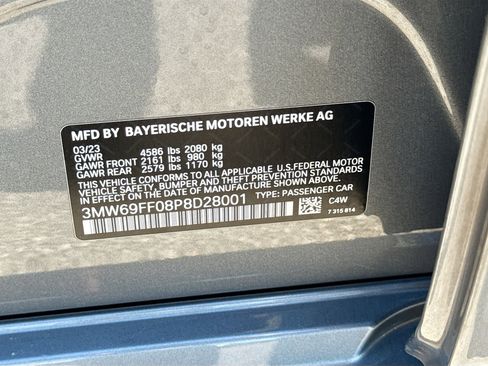 MFD BY BAYERISCHE MOTOREN WERKE AG
03/23
GVWR 4586 lbs 2080 kg
GAWR FRONT 2161 lbs 980 kg
GAWR REAR 2579 lbs 1170 kg
THIS VEHICLE CONFORMS TO ALL APPLICABLE U.S.FEDERAL MOTOR
VEHICLE SAFETY, BUMPER AND THEFT PREVENTION STANDARDS IN EFFECT ON THE
DATE OF MANUFACTURE SHOWN ABOVE.
3MW69FF08P8D28001 TYPE: PASSENGER CAR
C4W
7 315 814